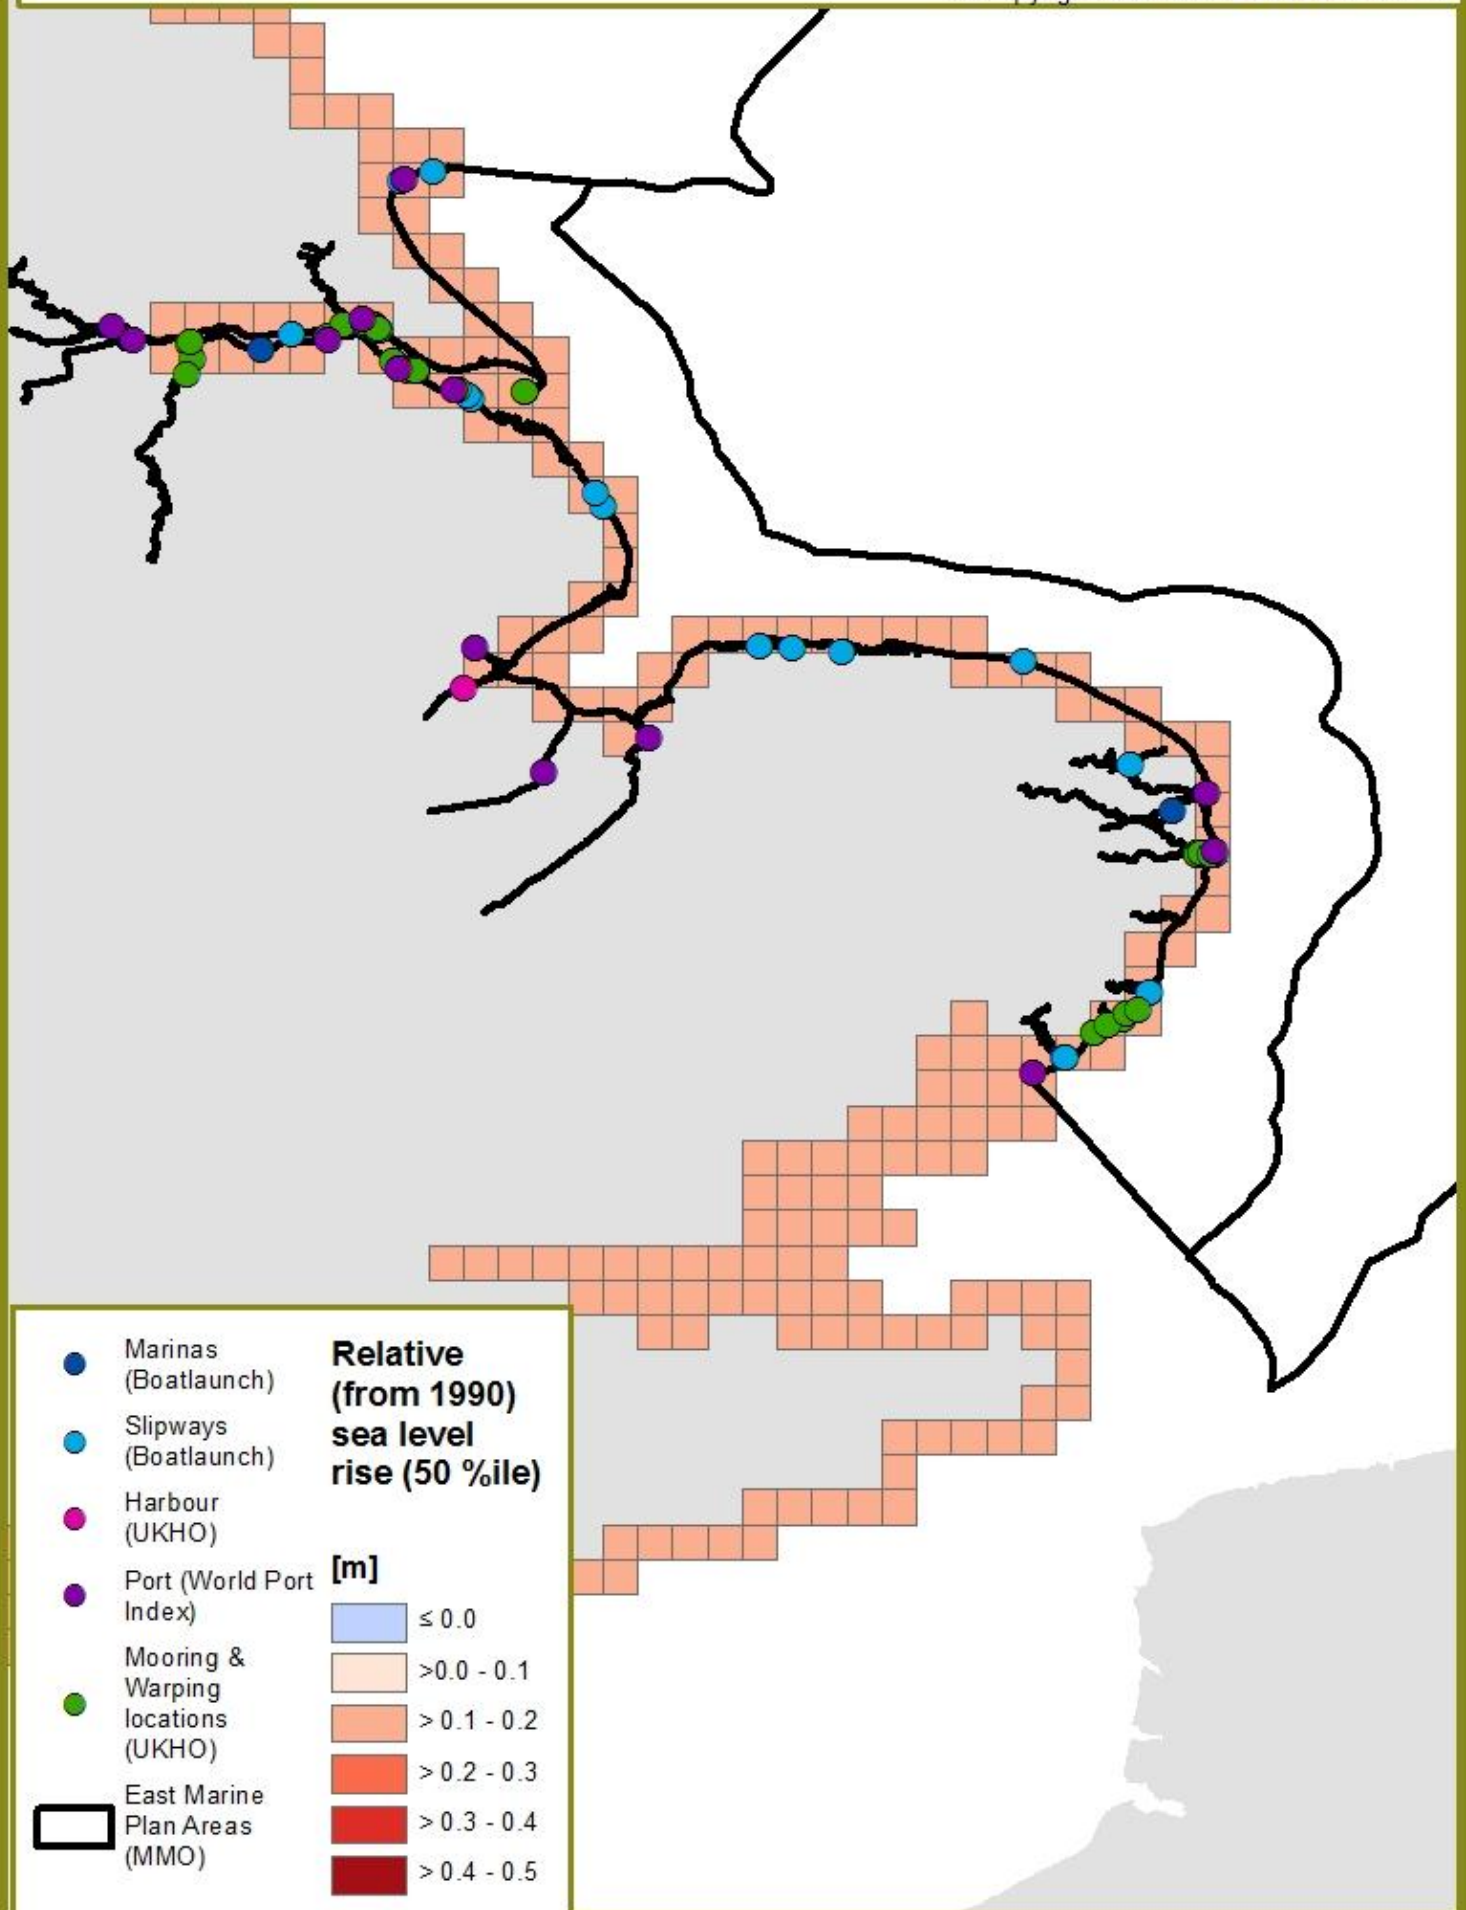 Marinas
(Boatlaunch)
Slipways
(Boatlaunch)
Harbour
(UKHO)
Port (World Port
Index)
Mooring &
Warping
locations
(UKHO)
East Marine
Plan Areas
(MMO)
Relative
(from 1990)
sea level
rise (50 %ile)
[m]
≤ 0.0
>0.0 - 0.1
> 0.1 - 0.2
> 0.2 - 0.3
> 0.3 - 0.4
> 0.4 - 0.5